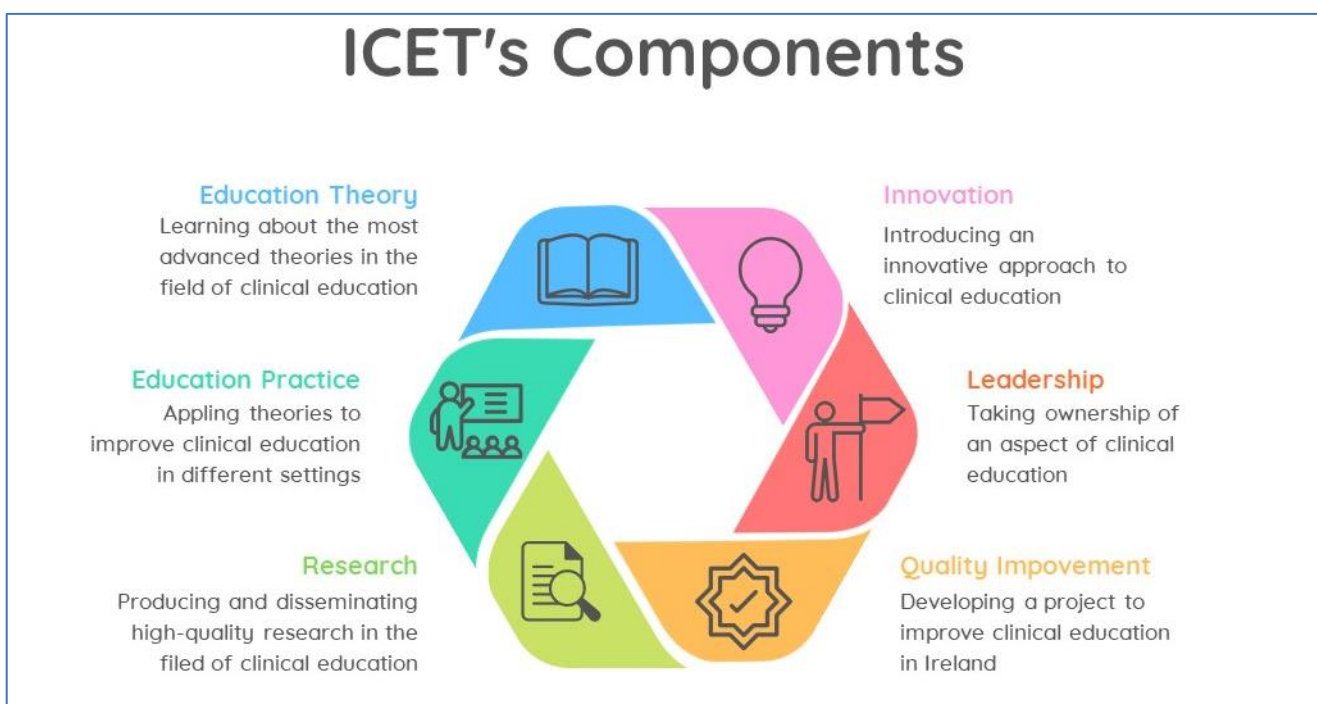 ICET's Components
Education Theory
Learning about the most
advanced theories in the
field of clinical education
Education Practice
Appling theories to
improve clinical education
in different settings
Research
Producing and disseminating
high-quality research in the
filed of clinical education
Innovation
Introducing an
innovative approach to
clinical education
Leadership
Taking ownership of
an aspect of clinical
education
Quality Impovement
Developing a project to
improve clinical education
in Ireland